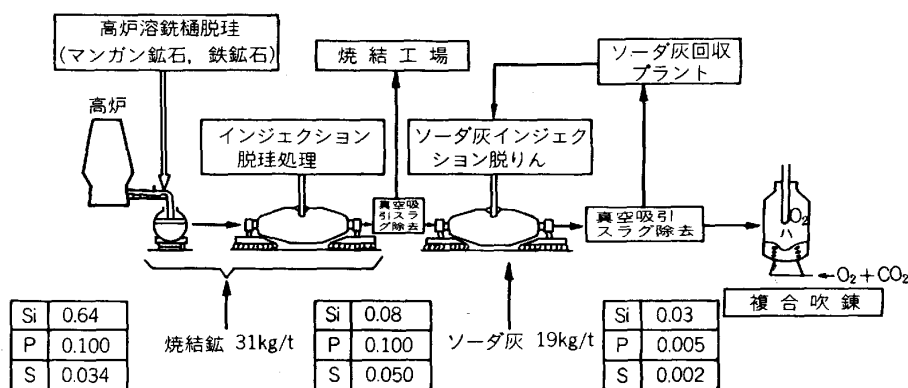 高炉溶銑樋脱珪
(マンガン鉱石，鉄鉱石)
焼結工場
ソーダ灰回収
プラント
高炉
インジェクション
脱珪処理
ソーダ灰インジェク
ション脱りん
真空吸
引スラ
グ除去
真空吸引
スラグ除去
O₂
ハ
O₂+CO₂
複合吹錬
焼結鉱 31kg/t
ソーダ灰 19kg/t
Si 0.64
P 0.100
S 0.034
Si 0.08
P 0.100
S 0.050
Si 0.03
P 0.005
S 0.002